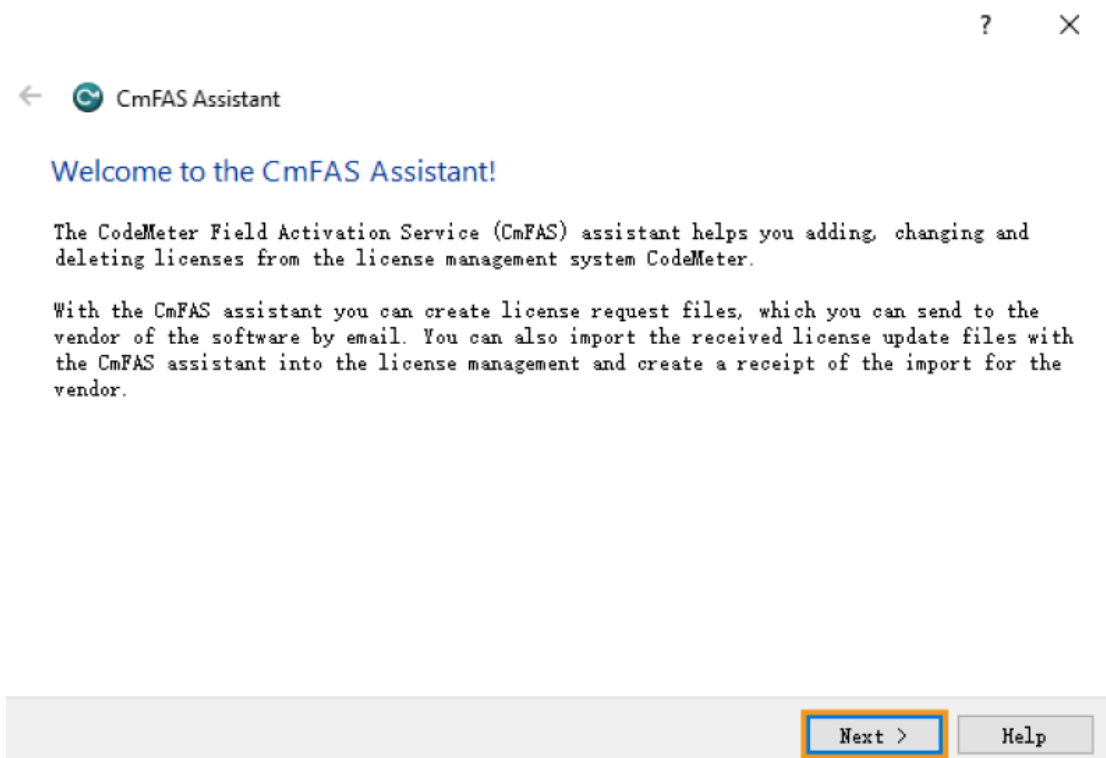 ?
CmFAS Assistant
Welcome to the CmFAS Assistant!
The CodeMeter Field Activation Service (CmFAS) assistant helps you adding, changing and
deleting licenses from the license management system CodeMeter.
With the CmFAS assistant you can create license request files, which you can send to the
vendor of the software by email. You can also import the received license update files with
the CmFAS assistant into the license management and create a receipt of the import for the
vendor.
Next >
Help